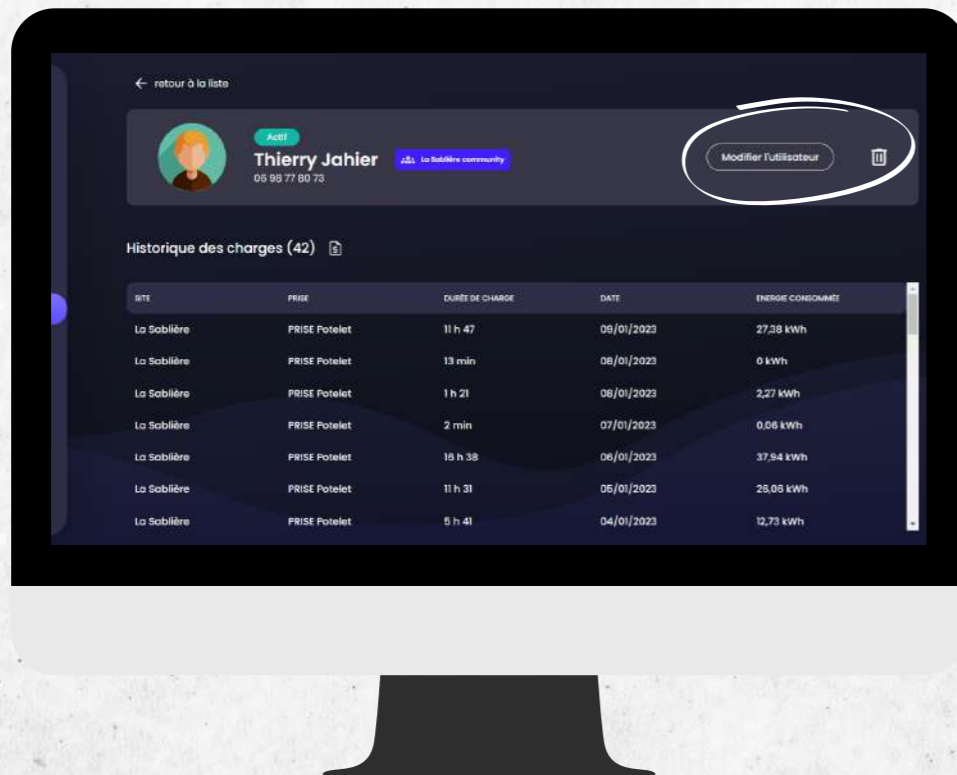 ← retour à la liste
Actif
Thierry Jahier
La Sablière community
06 98 77 80 73
Modifier l'utilisateur
Historique des charges (42)
SITE PRISE DURÉE DE CHARGE DATE ENERGIE CONSOMMÉE
La Sablière PRISE Potelet 11 h 47 09/01/2023 27,38 kWh
La Sablière PRISE Potelet 13 min 08/01/2023 0 kWh
La Sablière PRISE Potelet 1 h 21 08/01/2023 2,27 kWh
La Sablière PRISE Potelet 2 min 07/01/2023 0,06 kWh
La Sablière PRISE Potelet 16 h 38 06/01/2023 37,94 kWh
La Sablière PRISE Potelet 11 h 31 05/01/2023 26,06 kWh
La Sablière PRISE Potelet 5 h 41 04/01/2023 12,73 kWh